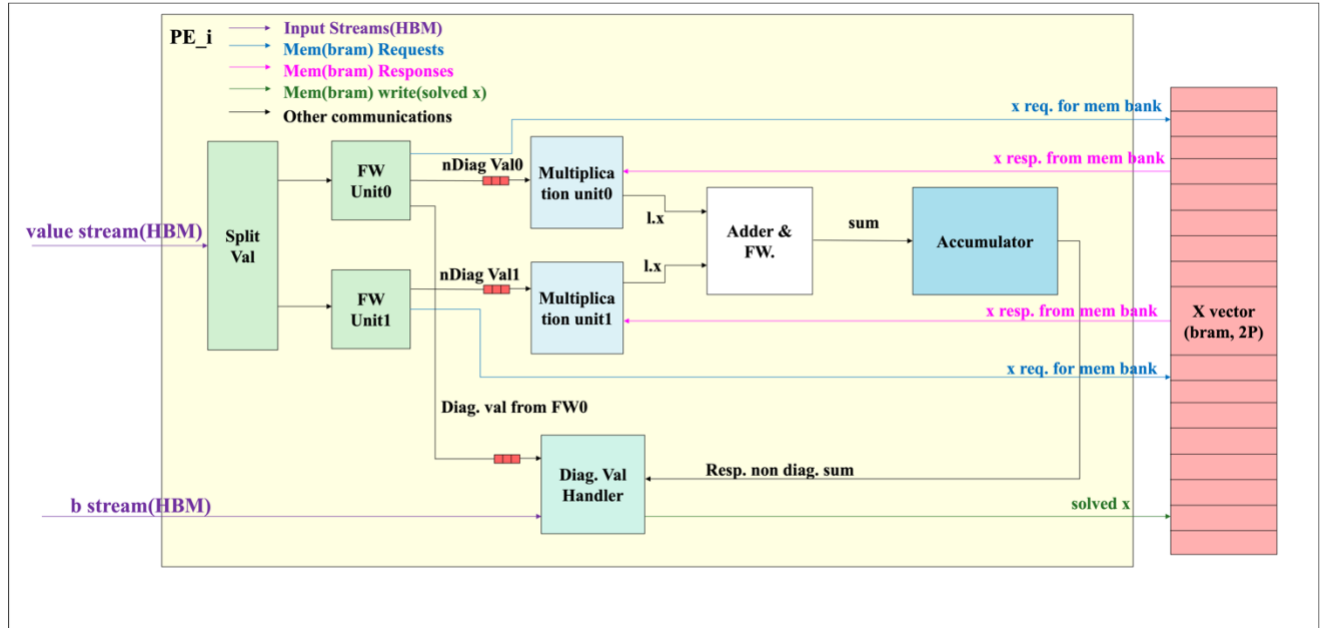 PE_i
Input Streams(HBM)
Mem(bram) Requests
Mem(bram) Responses
Mem(bram) write(solved x)
Other communications
x req. for mem bank
x resp. from mem bank
value stream(HBM)
Split
Val
FW
Unit0
nDiag Val0
Multiplica
tion unit0
l.x
Adder &
FW.
sum
Accumulator
FW
Unit1
nDiag Val1
Multiplica
tion unit1
l.x
x resp. from mem bank
X vector
(bram, 2P)
x req. for mem bank
Diag. val from FW0
Diag. Val
Handler
Resp. non diag. sum
b stream(HBM)
solved x